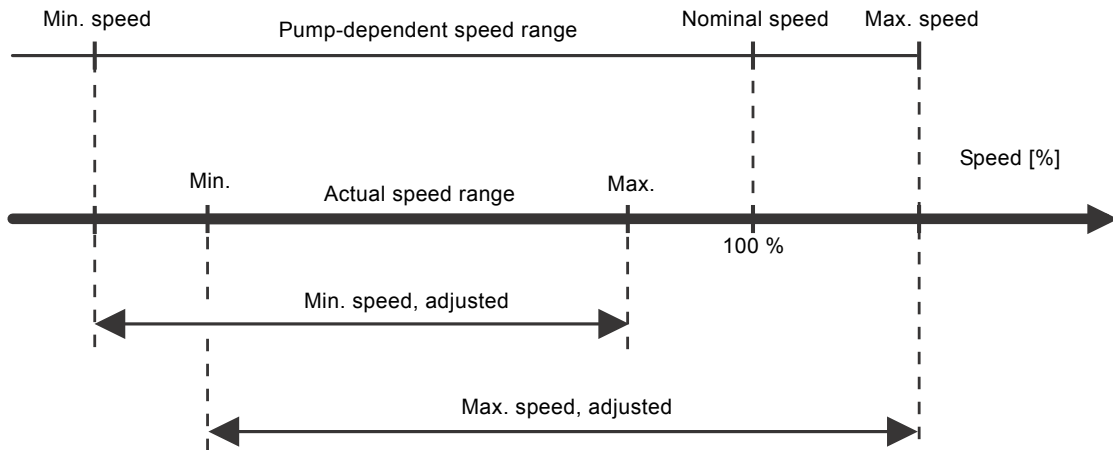 Min. speed
Pump-dependent speed range
Nominal speed
Max. speed
Speed [%]
Min.
Actual speed range
Max.
100 %
Min. speed, adjusted
Max. speed, adjusted